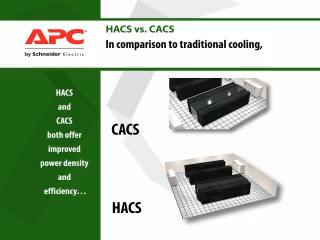 APC
by Schneider Electric
HACS vs. CACS
In comparison to traditional cooling,
HACS
and
CACS
both offer
improved
power density
and
efficiency...
CACS
HACS